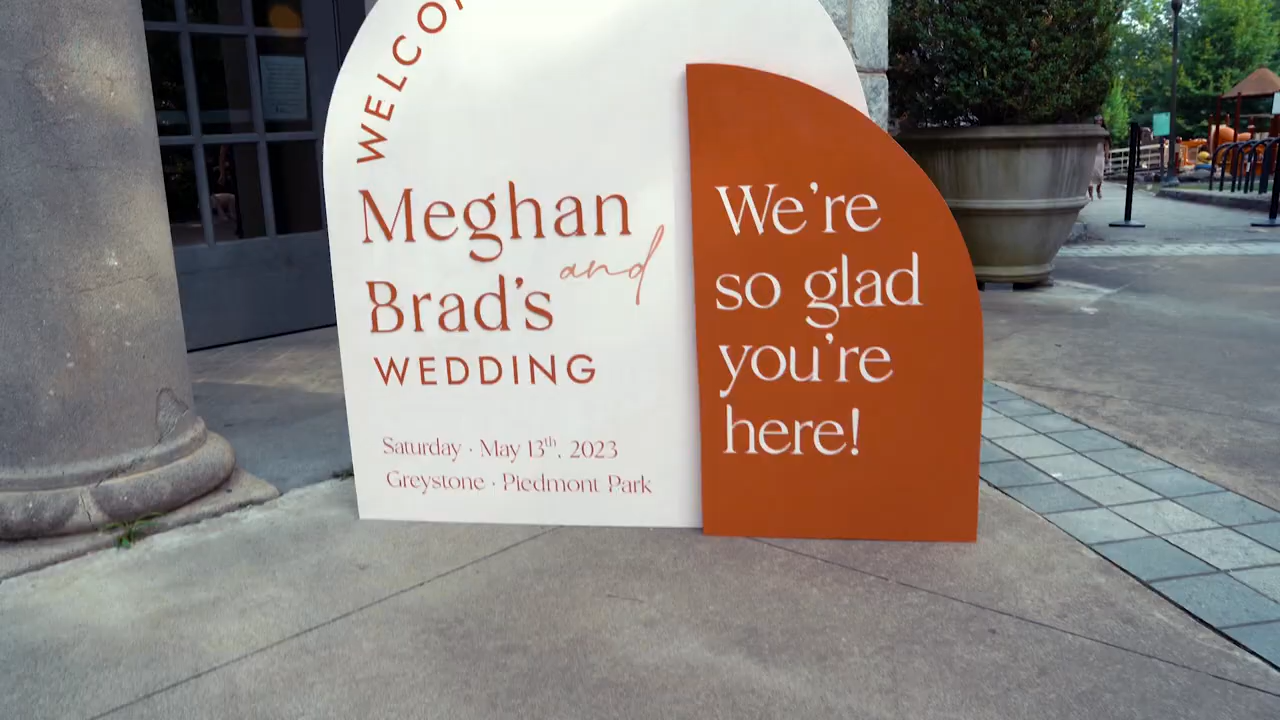 WELCO
Meghan
and
Brad's
WEDDING
Saturday · May 13th, 2023
Greystone · Piedmont Park
We're
so glad
you're
here!